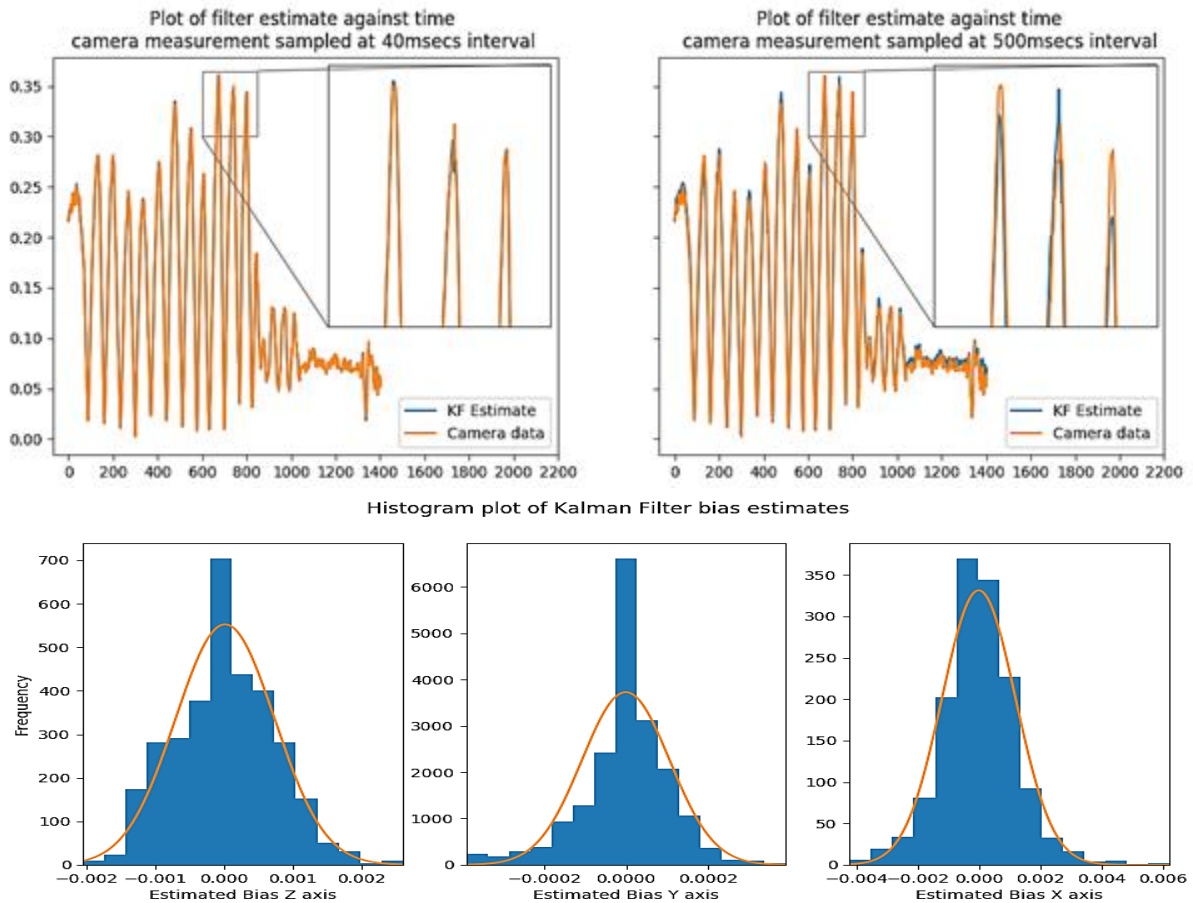 Plot of filter estimate against time
camera measurement sampled at 40msecs interval
0.35
0.30
0.25
0.20
0.15
0.10
0.05
0.00
KF Estimate
Camera data
0 200 400 600 800 1000 1200 1400 1600 1800 2000 2200
Plot of filter estimate against time
camera measurement sampled at 500msecs interval
KF Estimate
Camera data
0 200 400 600 800 1000 1200 1400 1600 1800 2000 2200
Histogram plot of Kalman Filter bias estimates
Frequency
700
600
500
400
300
200
100
0
−0.002 −0.001 0.000 0.001 0.002
Estimated Bias Z axis
6000
5000
4000
3000
2000
1000
0
−0.0002 0.0000 0.0002
Estimated Bias Y axis
350
300
250
200
150
100
50
0
−0.004 −0.002 0.000 0.002 0.004 0.006
Estimated Bias X axis